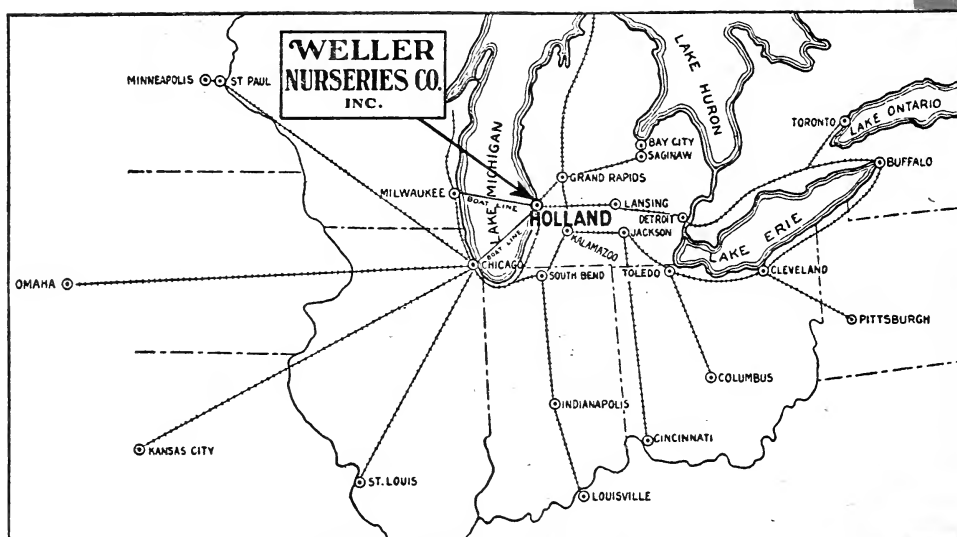 WELLER
NURSERIES CO.
INC.
MINNEAPOLIS
ST PAUL
LAKE MICHIGAN
LAKE HURON
LAKE ONTARIO
TORONTO
BAY CITY
SAGINAW
BUFFALO
GRAND RAPIDS
MILWAUKEE
BOAT LINE
HOLLAND
LANSING
DETROIT
JACKSON
KALAMAZOO
LAKE ERIE
BOAT LINE
CHICAGO
SOUTH BEND
TOLEDO
CLEVELAND
OMAHA
PITTSBURGH
COLUMBUS
INDIANAPOLIS
CINCINNATI
KANSAS CITY
ST. LOUIS
LOUISVILLE